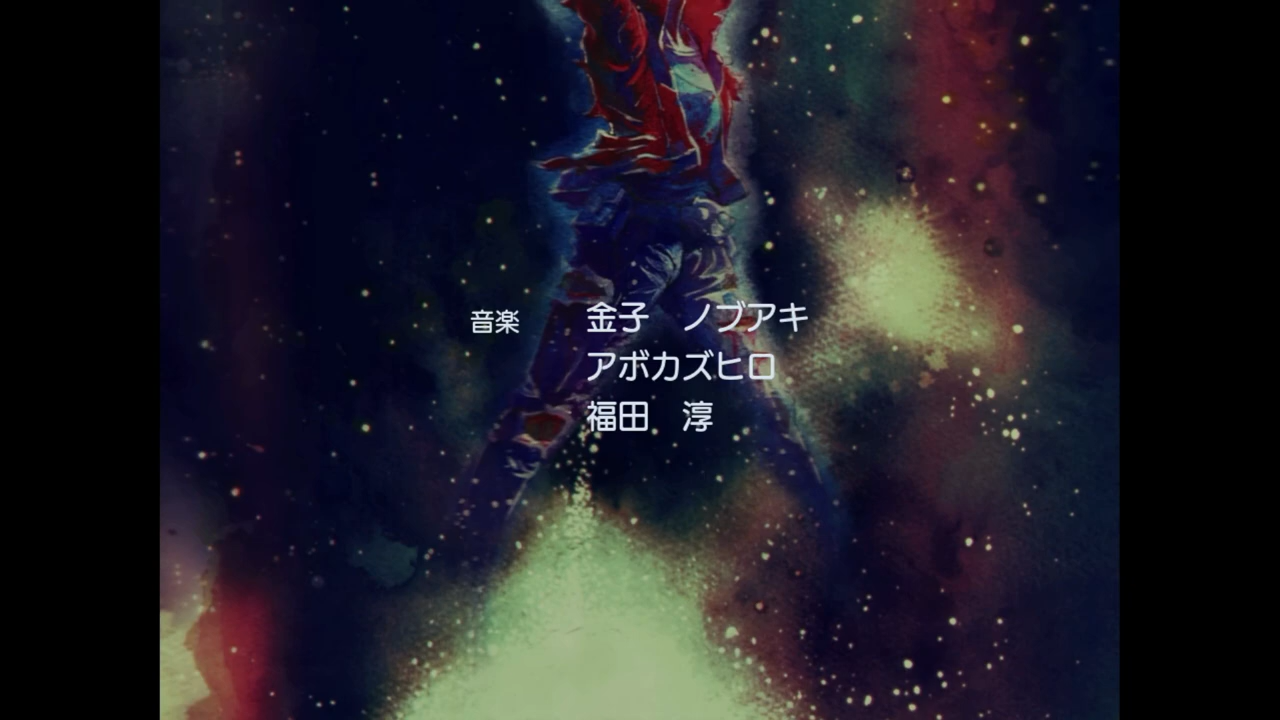 音楽 金子 ノブアキ
アボカズヒロ
福田 淳